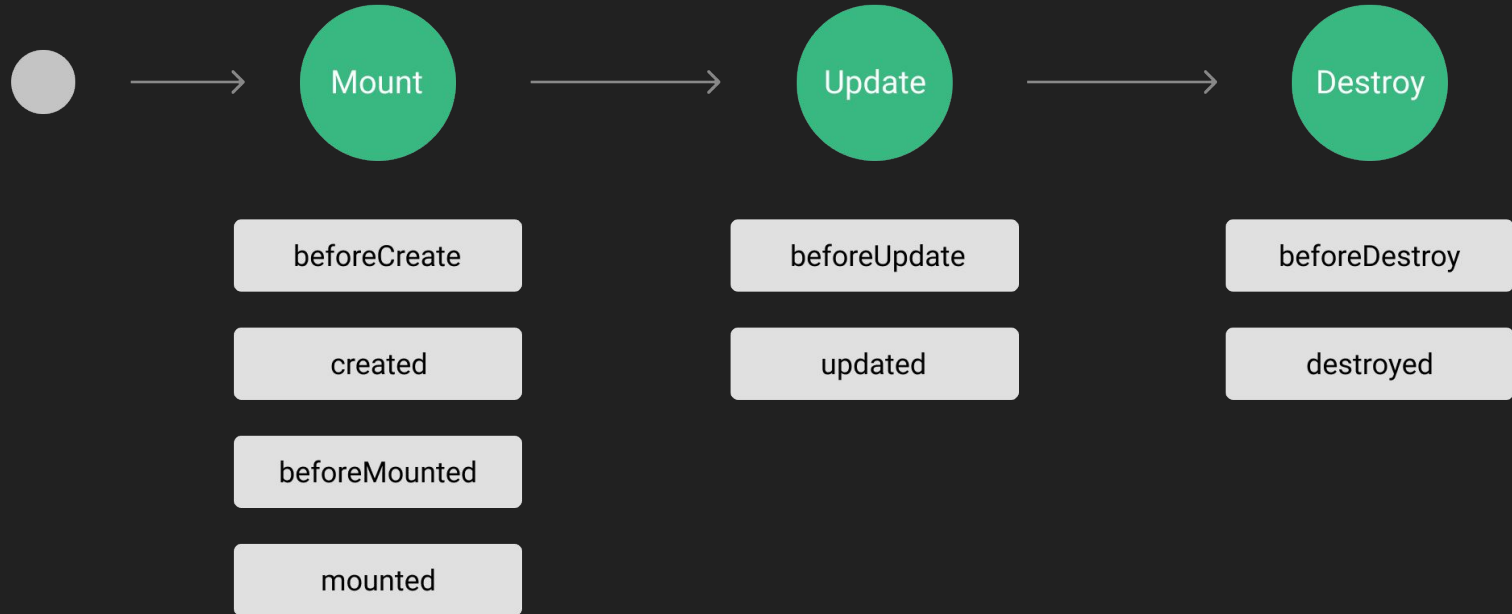 Mount
Update
Destroy
beforeCreate
beforeUpdate
beforeDestroy
created
updated
destroyed
beforeMounted
mounted